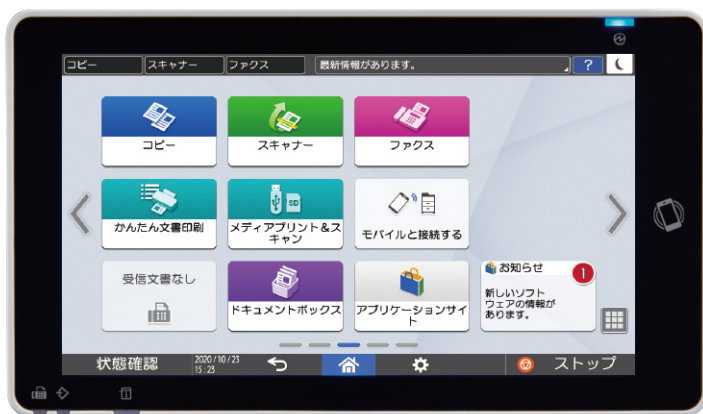 コピー
スキャナー
ファクス
最新情報があります。
?
コピー
スキャナー
ファクス
かんたん文書印刷
メディアプリント&ス
キャン
SD
モバイルと接続する
受信文書なし
ドキュメントボックス
アプリケーションサイ
ト
お知らせ
1
新しいソフト
ウェアの情報が
あります。
状態確認
2020/10/23
15:23
ストップ